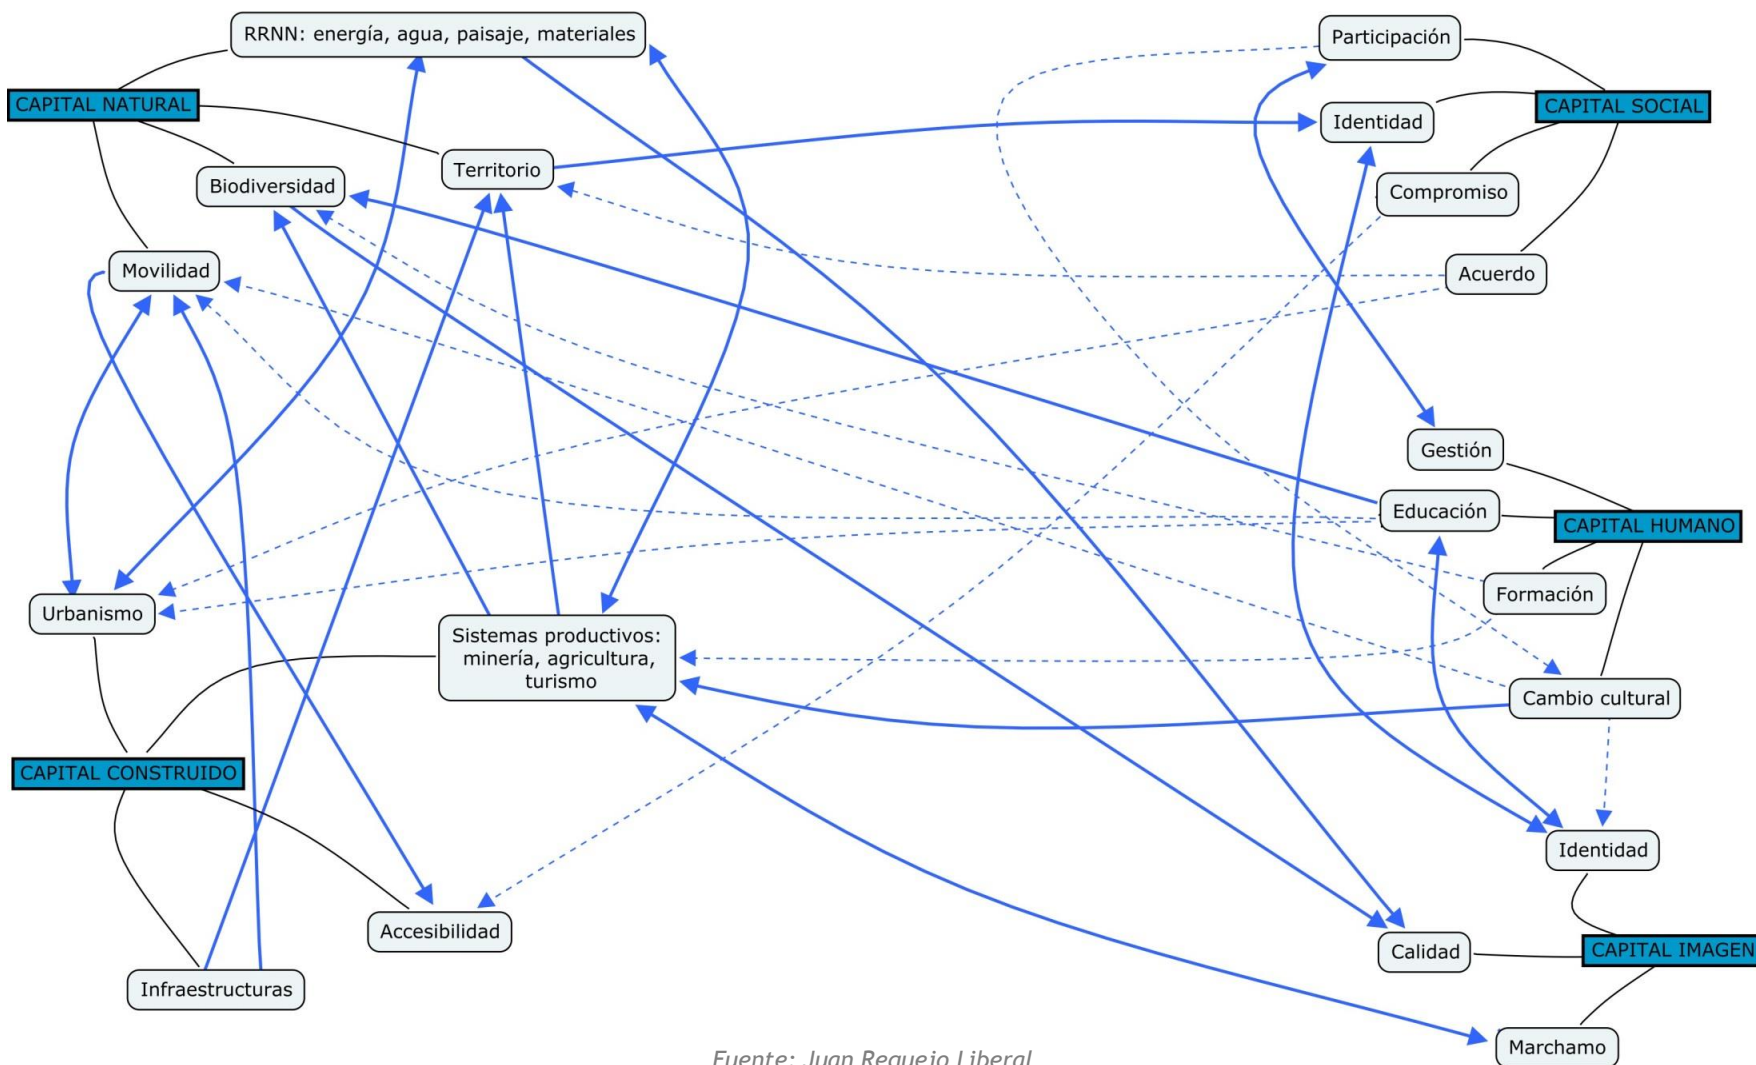 RRNN: energía, agua, paisaje, materiales
Participación
CAPITAL NATURAL
CAPITAL SOCIAL
Identidad
Territorio
Biodiversidad
Compromiso
Movilidad
Acuerdo
Gestión
Educación
CAPITAL HUMANO
Formación
Urbanismo
Sistemas productivos:
minería, agricultura,
turismo
Cambio cultural
CAPITAL CONSTRUIDO
Identidad
Accesibilidad
Calidad
CAPITAL IMAGEN
Infraestructuras
Marchamo
Fuente: Juan Requejo Liberal